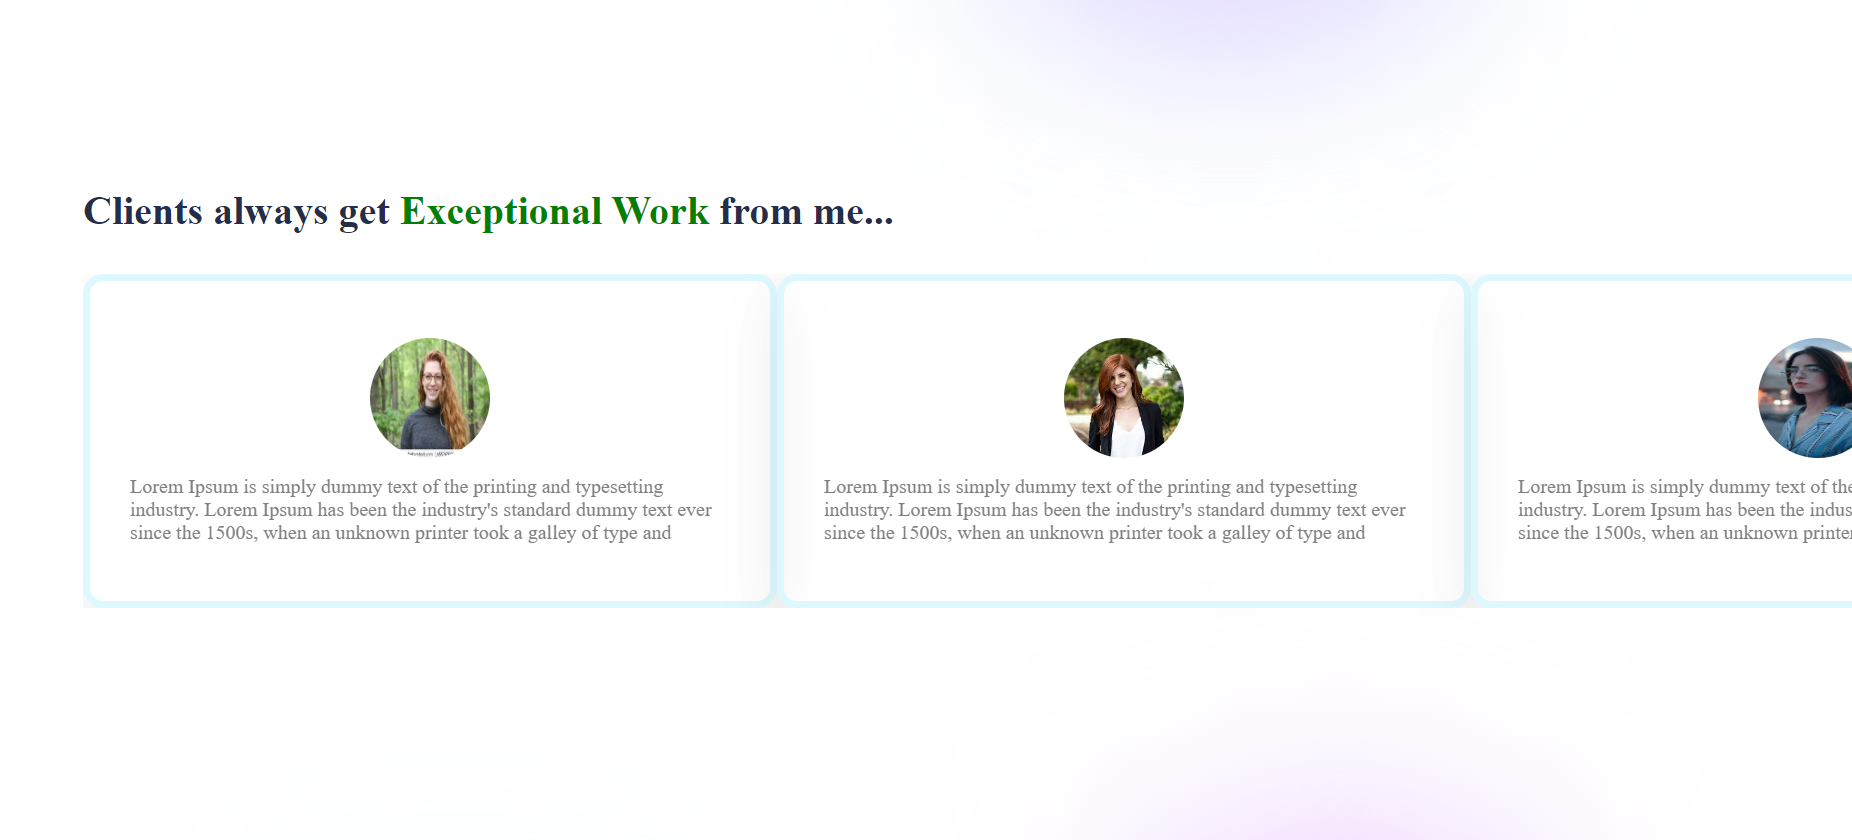 Clients always get Exceptional Work from me...
Lorem Ipsum is simply dummy text of the printing and typesetting
industry. Lorem Ipsum has been the industry's standard dummy text ever
since the 1500s, when an unknown printer took a galley of type and
Lorem Ipsum is simply dummy text of the printing and typesetting
industry. Lorem Ipsum has been the industry's standard dummy text ever
since the 1500s, when an unknown printer took a galley of type and
Lorem Ipsum is simply dummy text of the
industry. Lorem Ipsum has been the indus
since the 1500s, when an unknown printer